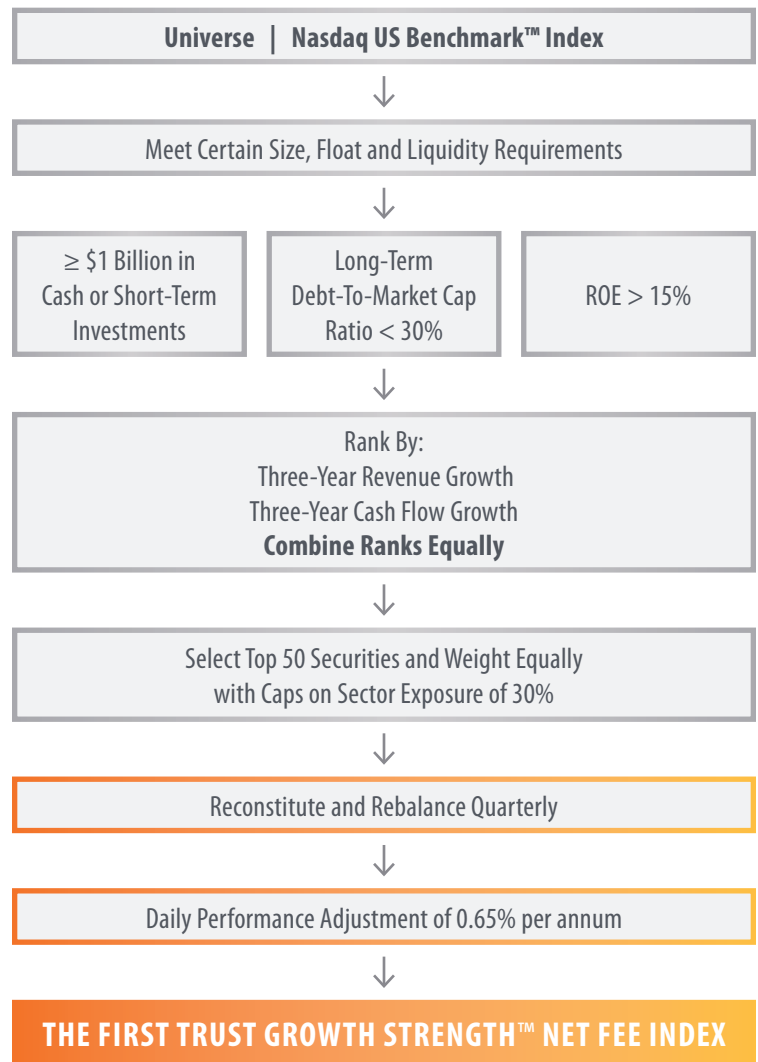 Universe | Nasdaq US Benchmark™ Index
Meet Certain Size, Float and Liquidity Requirements
≥ $1 Billion in
Cash or Short-Term
Investments
Long-Term
Debt-To-Market Cap
Ratio < 30%
ROE > 15%
Rank By:
Three-Year Revenue Growth
Three-Year Cash Flow Growth
Combine Ranks Equally
Select Top 50 Securities and Weight Equally
with Caps on Sector Exposure of 30%
Reconstitute and Rebalance Quarterly
Daily Performance Adjustment of 0.65% per annum
THE FIRST TRUST GROWTH STRENGTH™ NET FEE INDEX